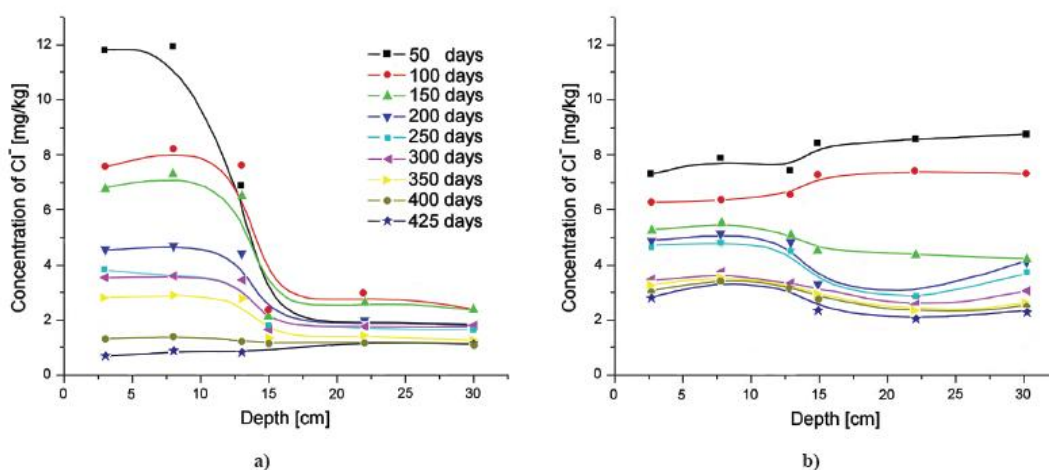 Concentration of Cl⁻ [mg/kg]
12
10
8
6
4
2
0
0 5 10 15 20 25 30
Depth [cm]
50 days
100 days
150 days
200 days
250 days
300 days
350 days
400 days
425 days
a)
Concentration of Cl⁻ [mg/kg]
12
10
8
6
4
2
0
0 5 10 15 20 25 30
Depth [cm]
b)